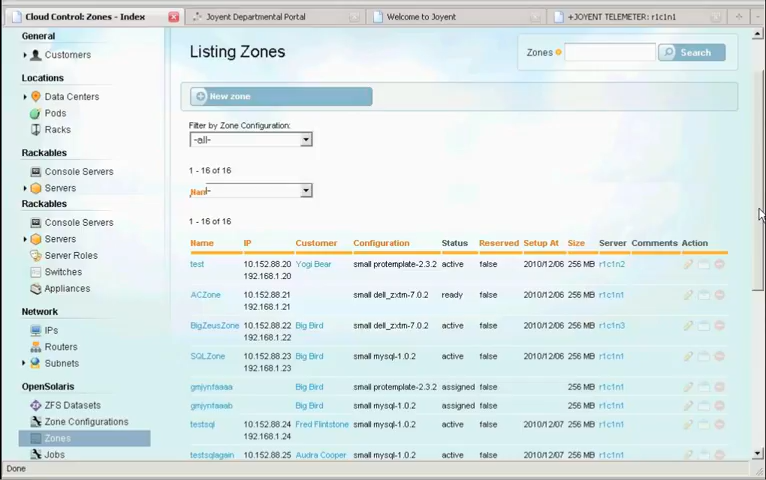 Cloud Control: Zones - Index
Joyent Departmental Portal
Welcome to Joyent
+JOYENT TELEMETER: r1c1n1
General
Customers
Locations
Data Centers
Pods
Racks
Rackables
Console Servers
Servers
Rackables
Console Servers
Servers
Server Roles
Switches
Appliances
Network
IPs
Routers
Subnets
OpenSolaris
ZFS Datasets
Zone Configurations
Zones
Jobs
Listing Zones
Zones
Search
New zone
Filter by Zone Configuration:
-all-
1 - 16 of 16
1 - 16 of 16
Name IP Customer Configuration Status Reserved Setup At Size Server Comments Action
test 10.152.88.20 Yogi Bear small protemplate-2.3.2 active false 2010/12/06 256 MB r1c1n2
192.168.1.20
ACZone 10.152.88.21 small dell_zxtm-7.0.2 ready false 2010/12/06 256 MB r1c1n1
192.168.1.21
BigZeusZone 10.152.88.22 Big Bird small dell_zxtm-7.0.2 active false 2010/12/06 256 MB r1c1n3
192.168.1.22
SQLZone 10.152.88.23 Big Bird small mysql-1.0.2 active false 2010/12/06 256 MB r1c1n1
192.168.1.23
Big Bird small protemplate-2.3.2 assigned 256 MB r1c1n1
Big Bird small mysql-1.0.2 assigned 256 MB r1c1n1
testsql 10.152.88.24 Fred Flintstone small mysql-1.0.2 active false 2010/12/07 256 MB r1c1n1
192.168.1.24
testsqlagain 10.152.88.25 Audra Cooper small mysql-1.0.2 active false 2010/12/07 256 MB r1c1n1
Done